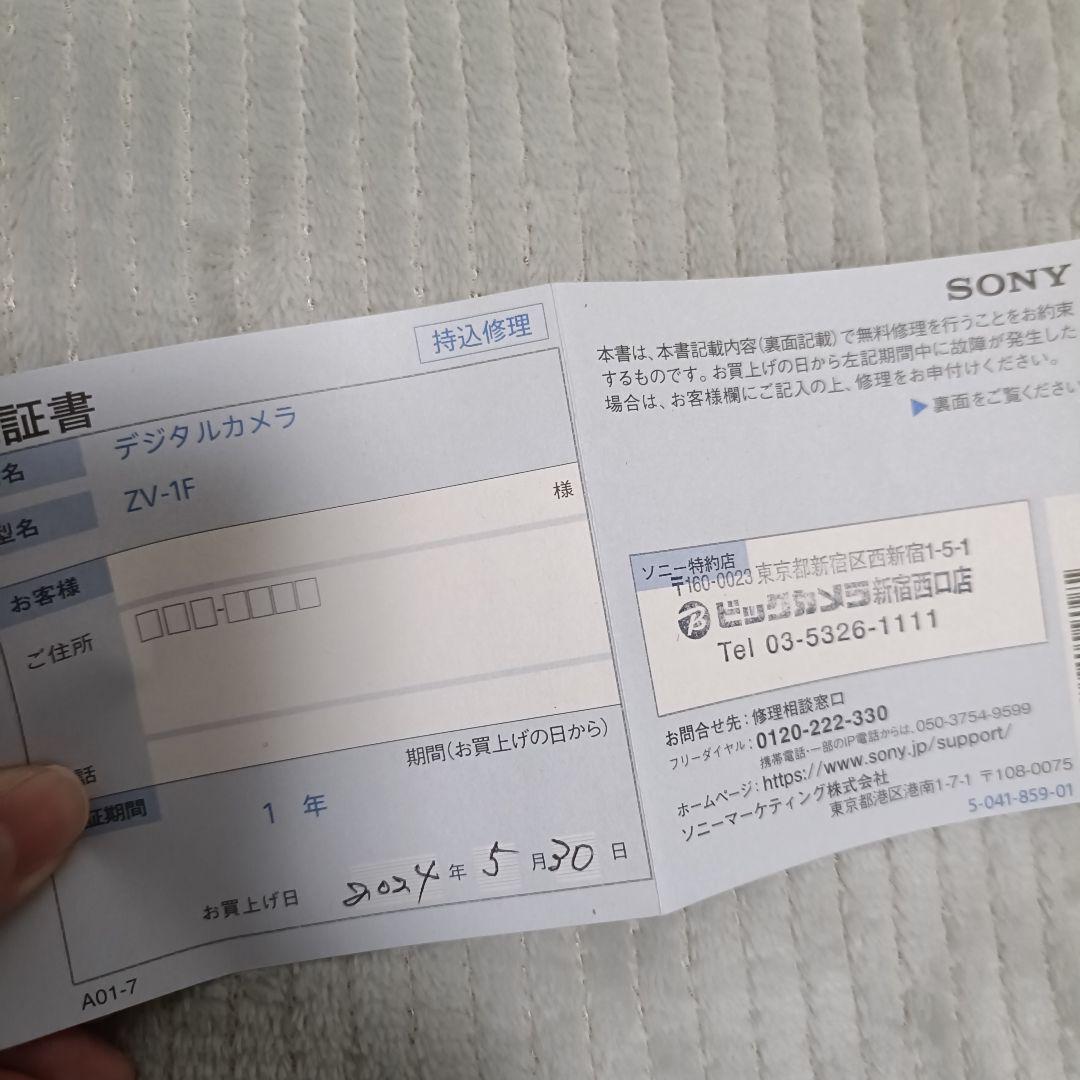 持込修理
証書
名 デジタルカメラ
型名 ZV-1F
お客様 様
ご住所 □□□-□□□□
話
証期間 1 年 期間(お買上げの日から)
お買上げ日 2024 年 5 月 30 日
A01-7
SONY
本書は、本書記載内容(裏面記載)で無料修理を行うことをお約束
するものです。お買上げの日から左記期間中に故障が発生した
場合は、お客様欄にご記入の上、修理をお申付けください。
▶裏面をご覧ください
ソニー特約店
〒160-0023 東京都新宿区西新宿1-5-1
ビックカメラ新宿西口店
Tel 03-5326-1111
お問合せ先:修理相談窓口
フリーダイヤル:0120-222-330
携帯電話・一部のIP電話からは、050-3754-9599
ホームページ:https://www.sony.jp/support/
ソニーマーケティング株式会社
東京都港区港南1-7-1 〒108-0075
5-041-859-01